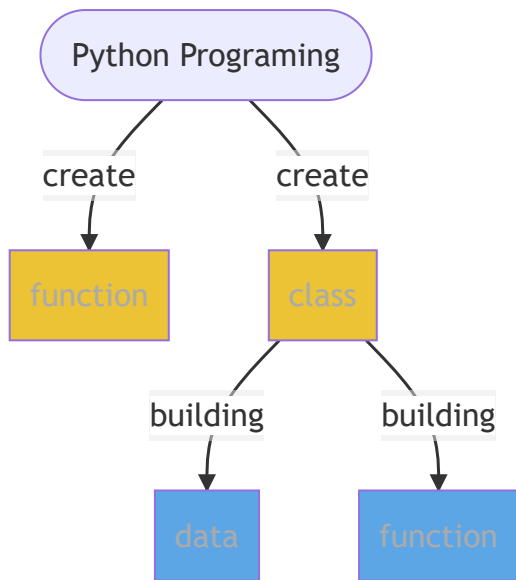 Python Programing
create
create
function
class
building
building
data
function